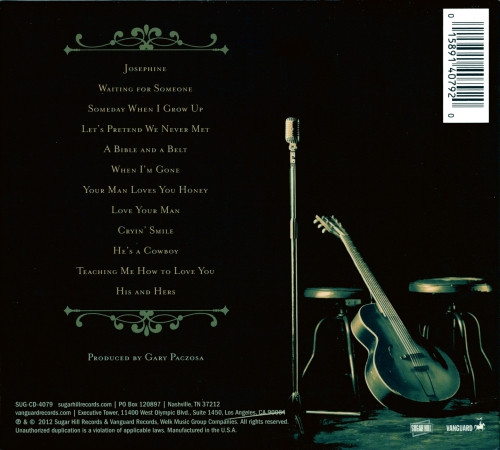 Josephine
Waiting for Someone
Someday When I Grow Up
Let's Pretend We Never Met
A Bible and a Belt
When I'm Gone
Your Man Loves You Honey
Love Your Man
Cryin' Smile
He's a Cowboy
Teaching Me How to Love You
His and Hers
Produced by Gary Paczosa
SUG-CD-4079 sugarhillrecords.com | PO Box 120897 | Nashville, TN 37212
vanguardrecords.com | Executive Tower, 11400 West Olympic Blvd., Suite 1450, Los Angeles, CA 90064
℗ & © 2012 Sugar Hill Records & Vanguard Records, Welk Music Group Companies. All rights reserved.
Unauthorized duplication is a violation of applicable laws. Manufactured in the U.S.A.
SUGAR HILL
VANGUARD
0 15891 40792 0